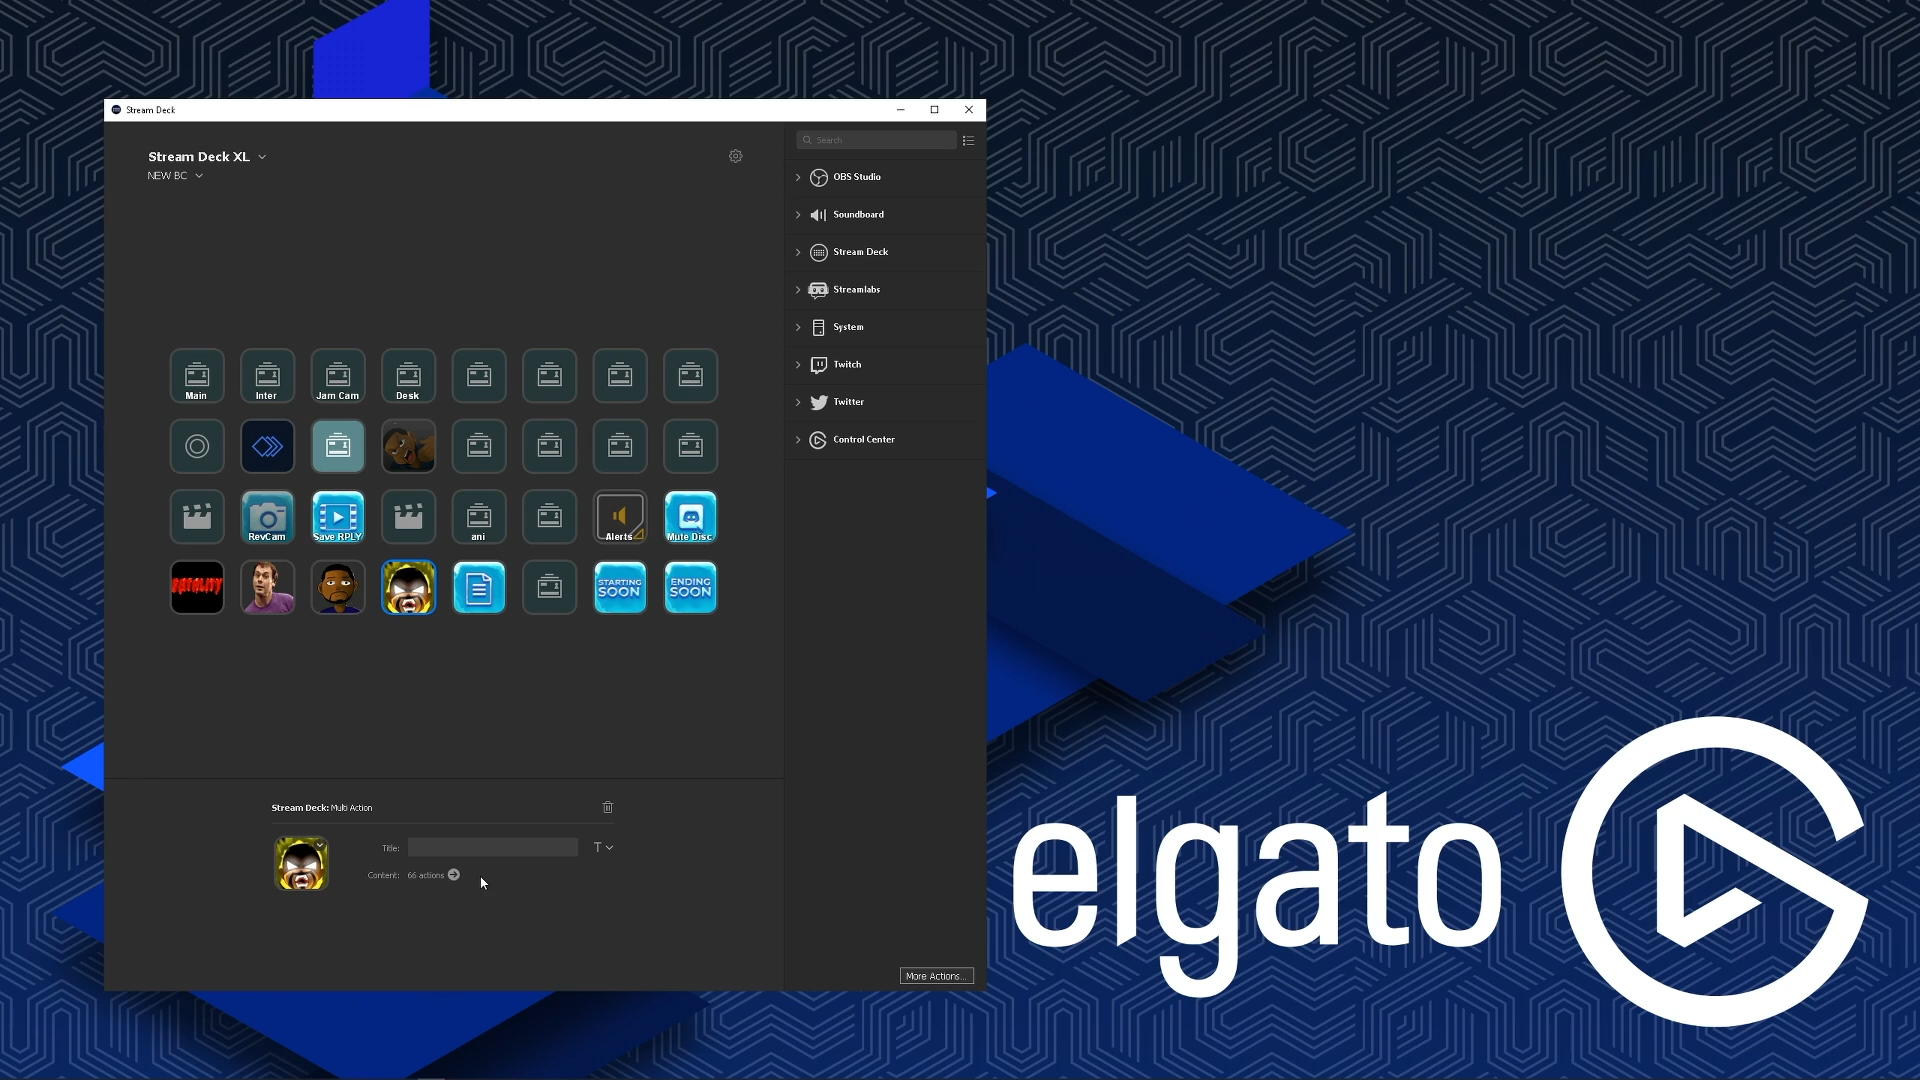 Stream Deck
Stream Deck XL
NEW BC
Search
OBS Studio
Soundboard
Stream Deck
Streamlabs
System
Twitch
Twitter
Control Center
Main
Inter
Jam Cam
Desk
RevCam
Save RPLY
ani
Alerts
Mute Disc
FATALITY
STARTING
SOON
ENDING
SOON
Stream Deck: Multi Action
Title:
T
Content: 66 actions
More Actions...
elgato